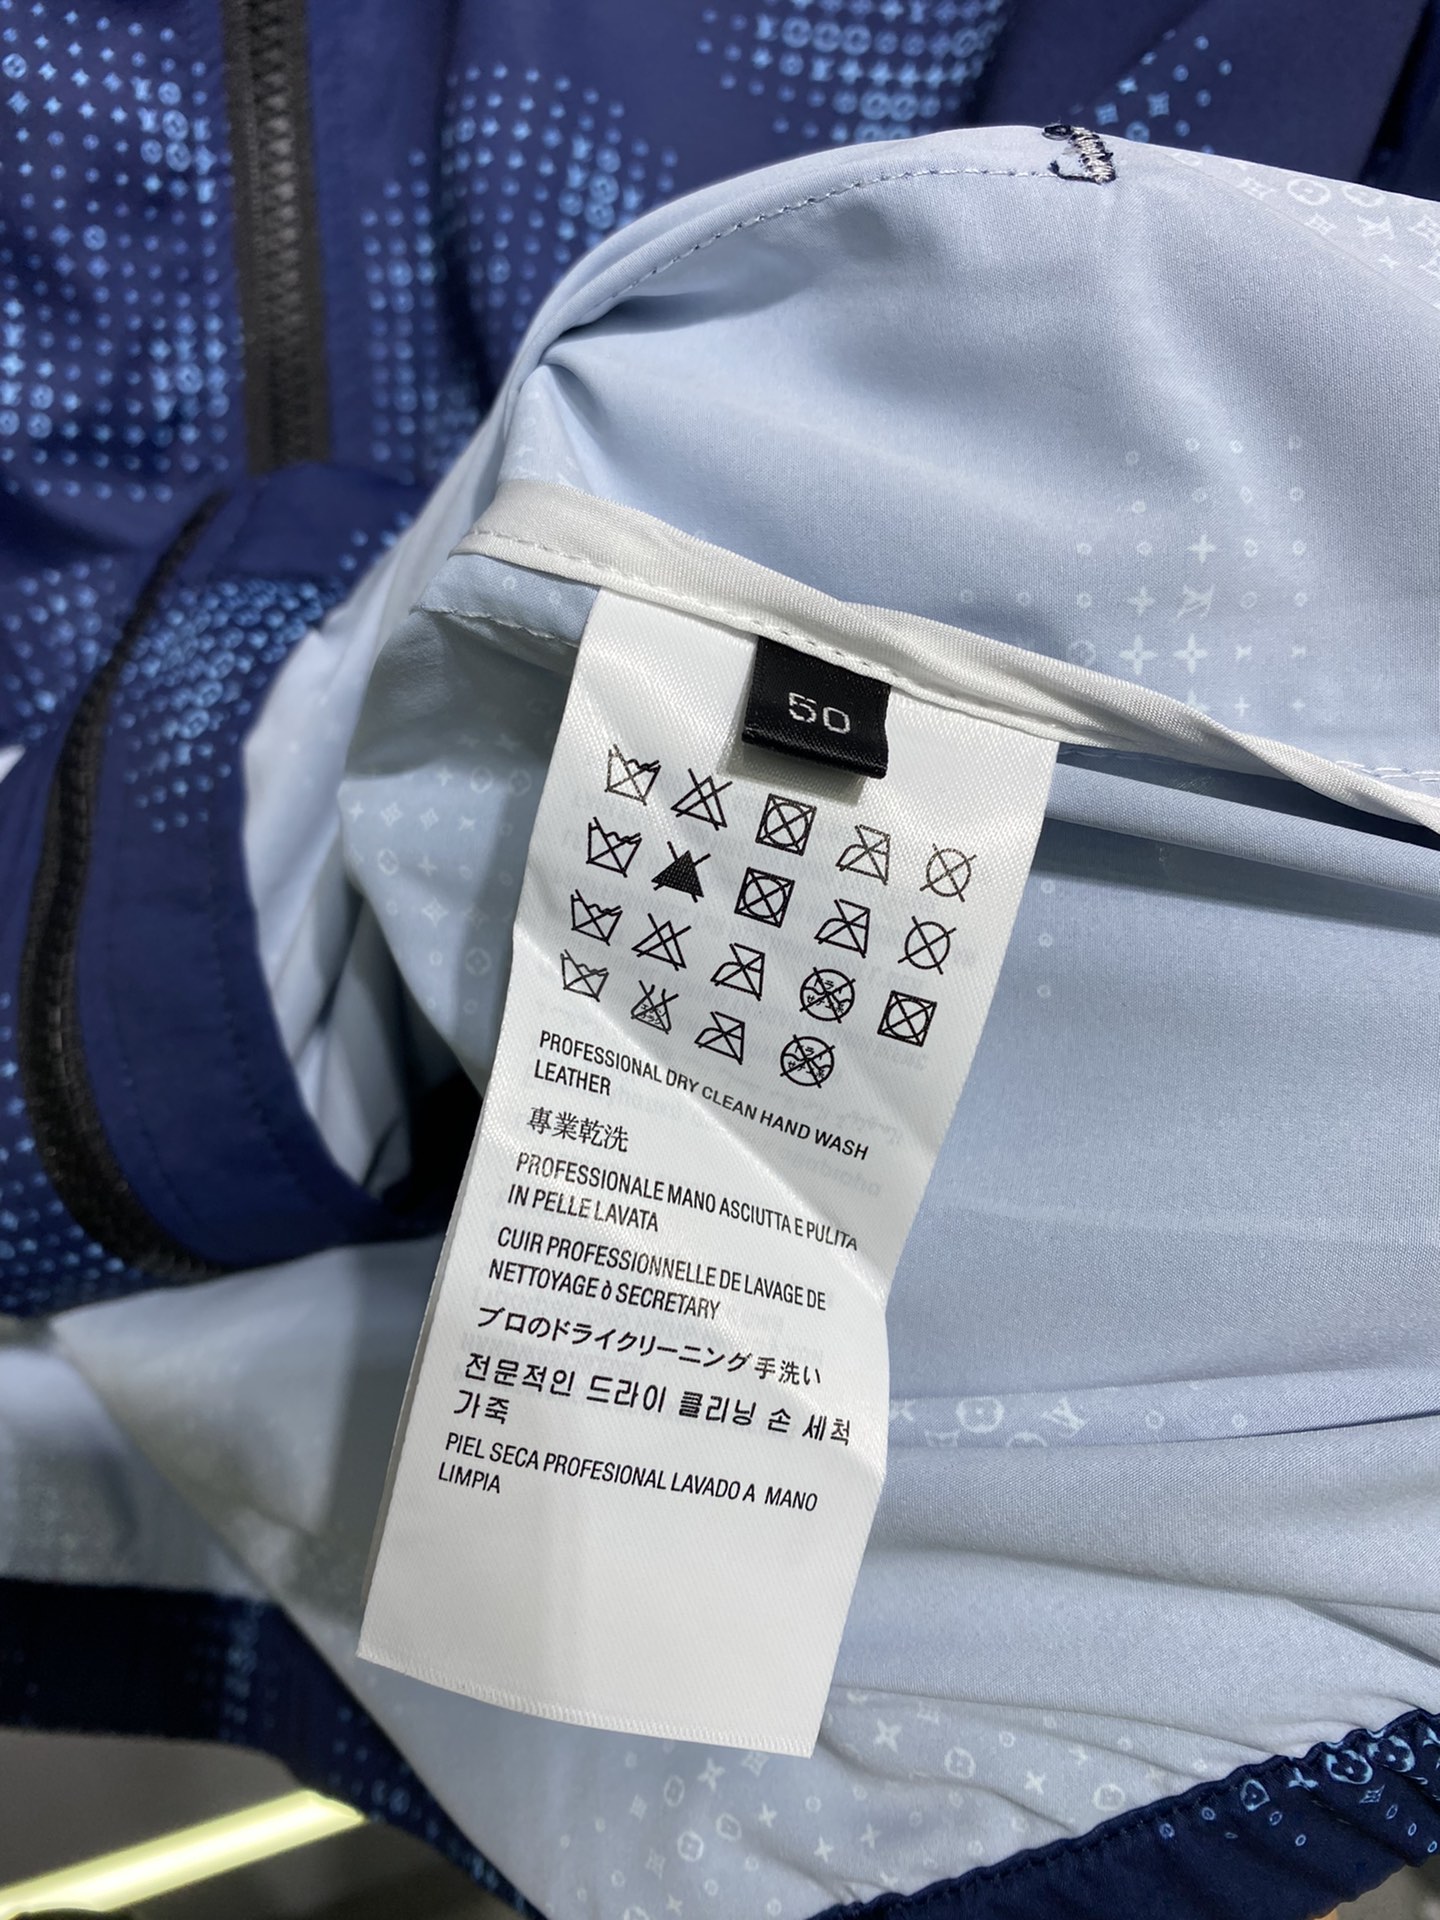 50
PROFESSIONAL DRY CLEAN HAND WASH
LEATHER
專業乾洗
PROFESSIONALE MANO ASCIUTTA E PULITA
IN PELLE LAVATA
CUIR PROFESSIONNELLE DE LAVAGE DE
NETTOYAGE ò SECRETARY
プロのドライクリーニング手洗い
전문적인 드라이 클리닝 손 세척
가죽
PIEL SECA PROFESIONAL LAVADO A MANO
LIMPIA